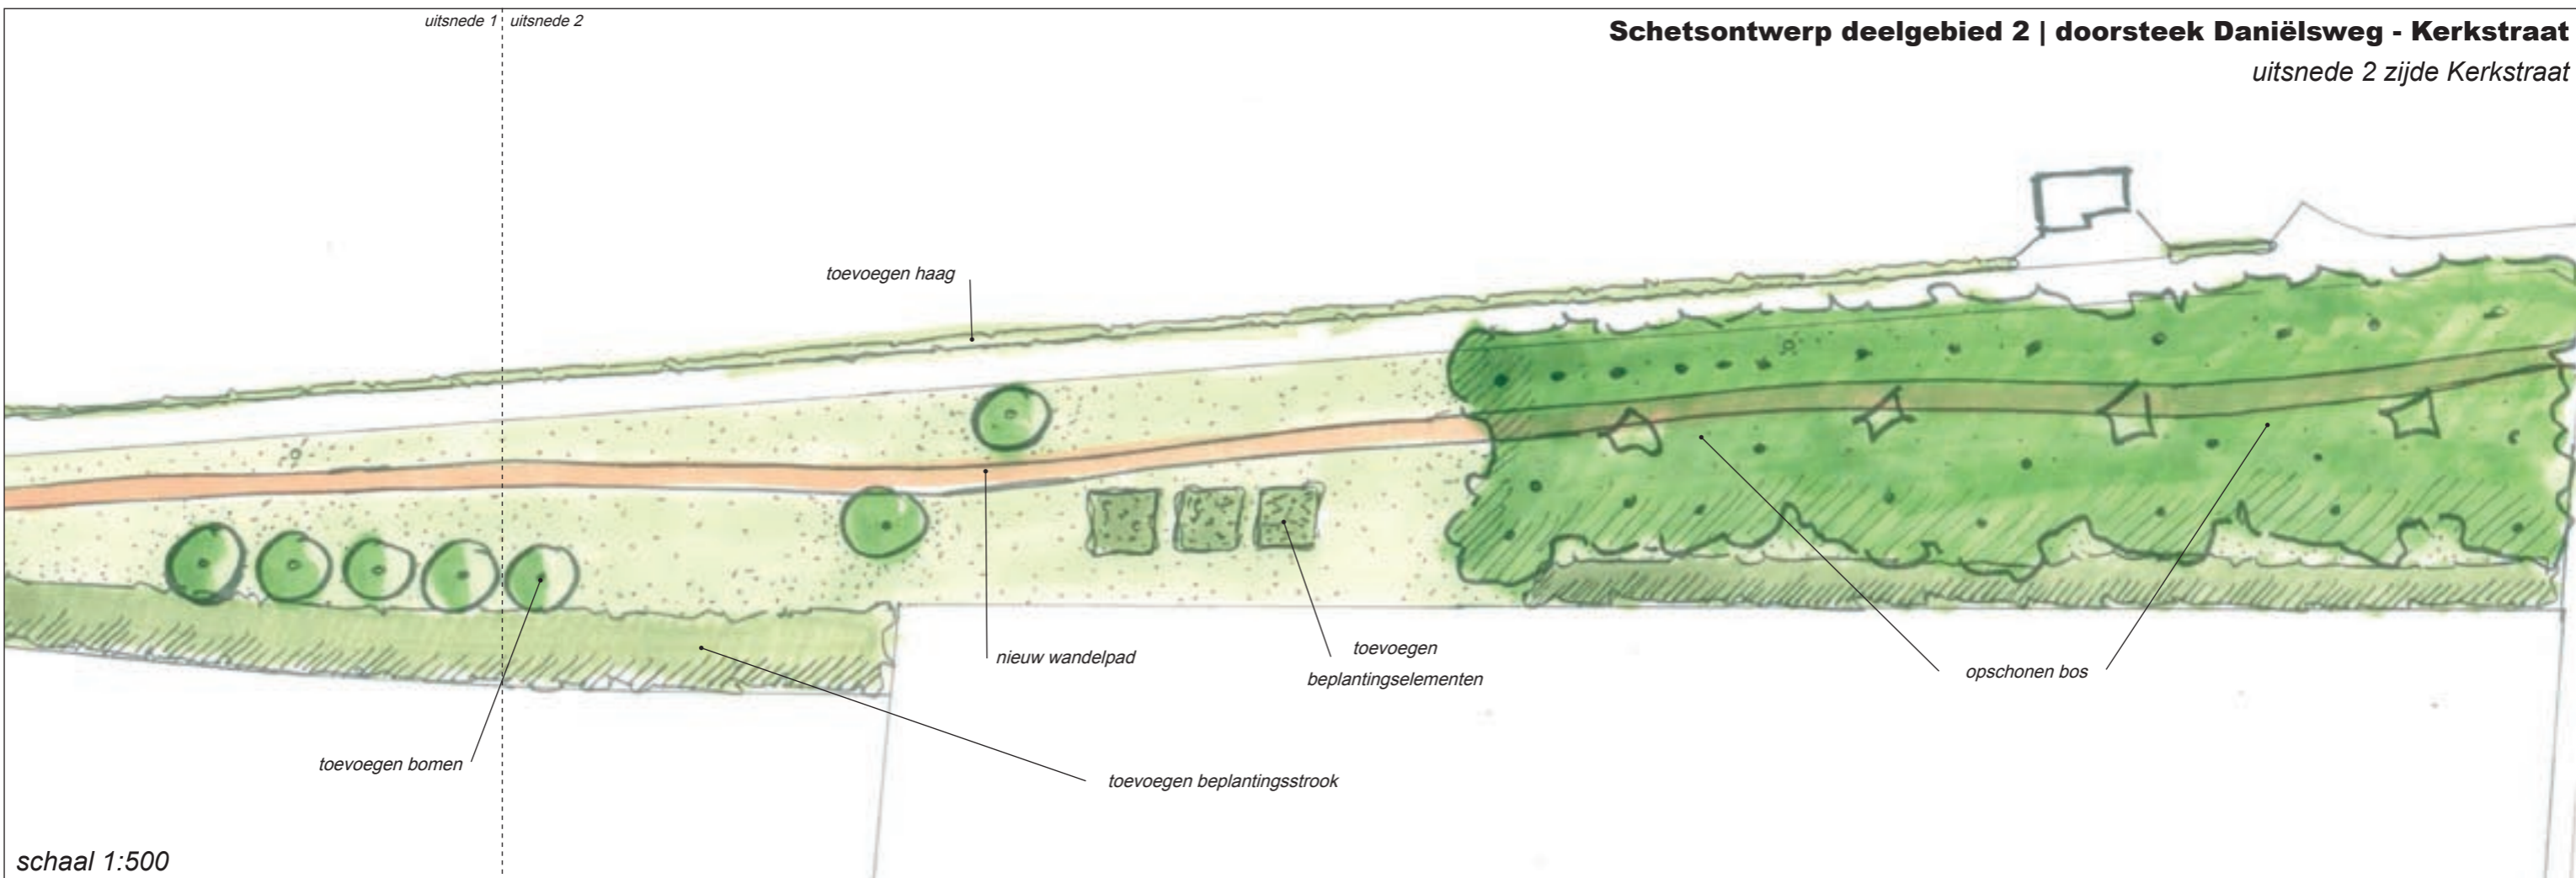 uitsnede 1 uitsnede 2
Schetsontwerp deelgebied 2 | doorsteek Daniëlsweg - Kerkstraat
uitsnede 2 zijde Kerkstraat
toevoegen haag
nieuw wandelpad
toevoegen
beplantingselementen
opschonen bos
toevoegen bomen
toevoegen beplantingsstrook
schaal 1:500